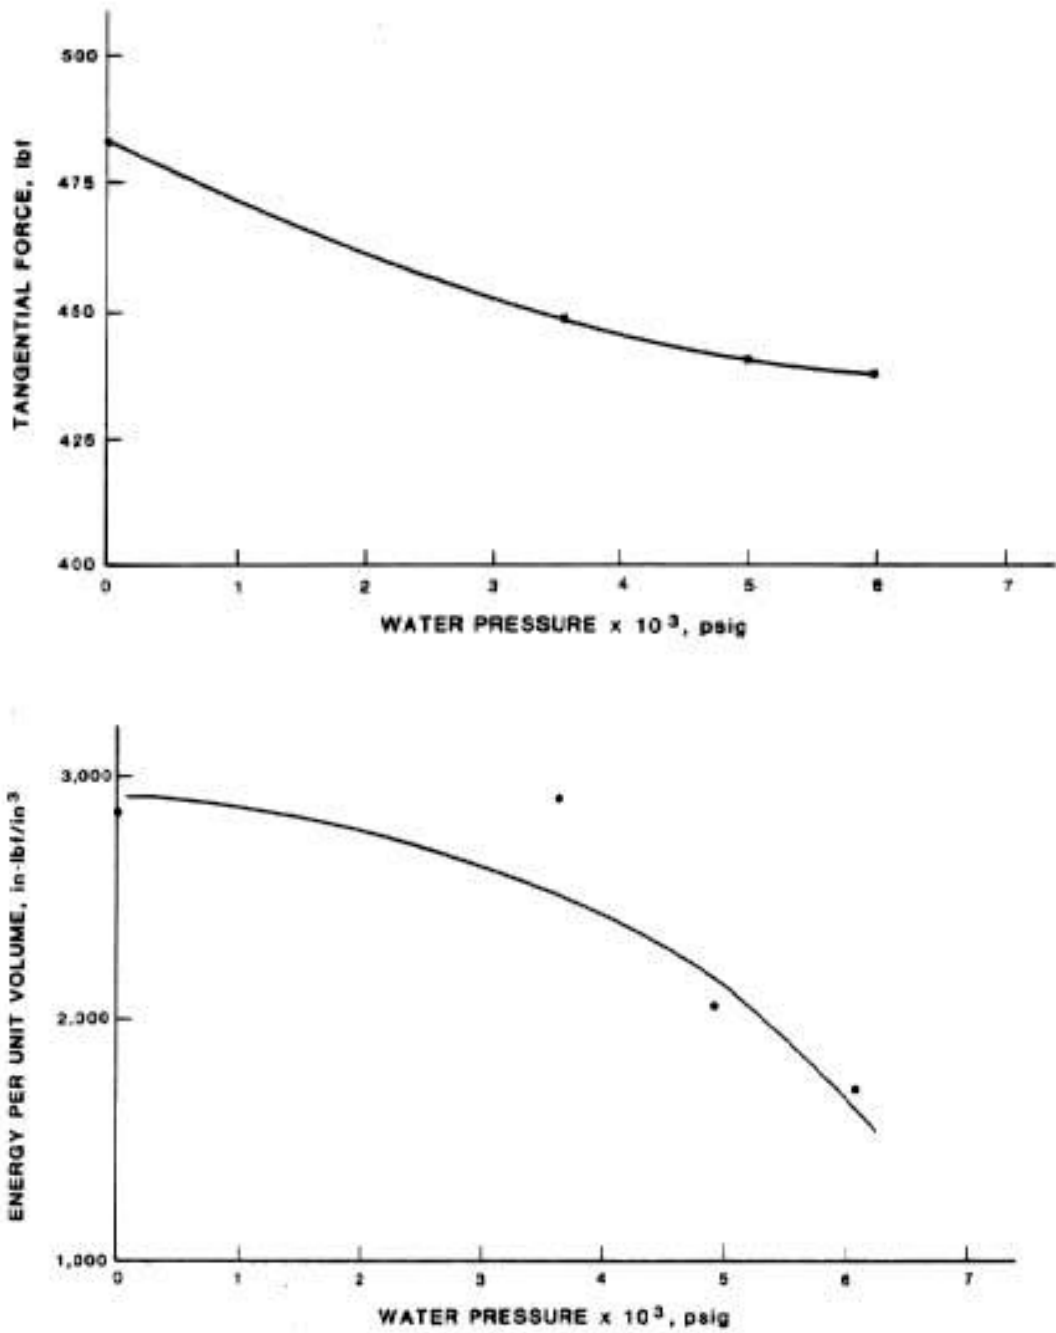 500
475
450
425
400
TANGENTIAL FORCE, lbf
0 1 2 3 4 5 6 7
WATER PRESSURE x 10³, psig
3,000
2,000
1,000
ENERGY PER UNIT VOLUME, in-lbf/in³
0 1 2 3 4 5 6 7
WATER PRESSURE x 10³, psig